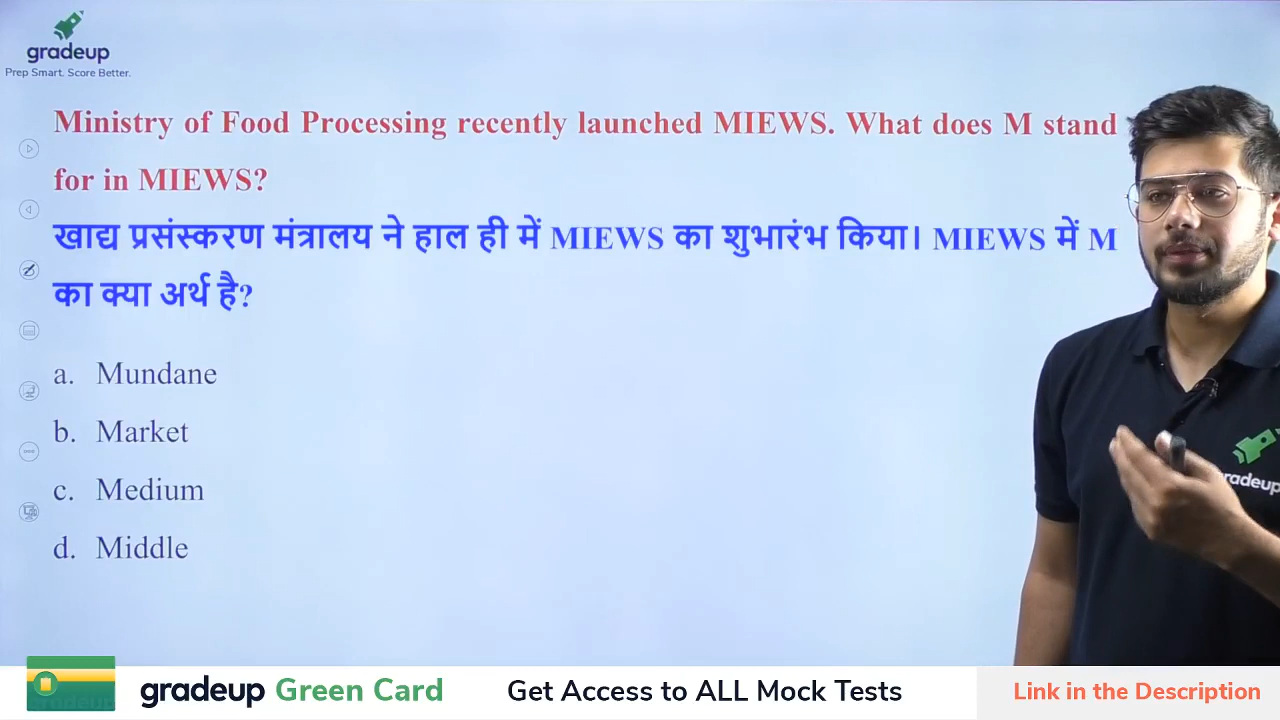 gradeup
Prep Smart. Score Better.
Ministry of Food Processing recently launched MIEWS. What does M stand
for in MIEWS?
खाद्य प्रसंस्करण मंत्रालय ने हाल ही में MIEWS का शुभारंभ किया। MIEWS में M
का क्या अर्थ है?
a. Mundane
b. Market
c. Medium
d. Middle
gradeup
gradeup Green Card
Get Access to ALL Mock Tests
Link in the Description